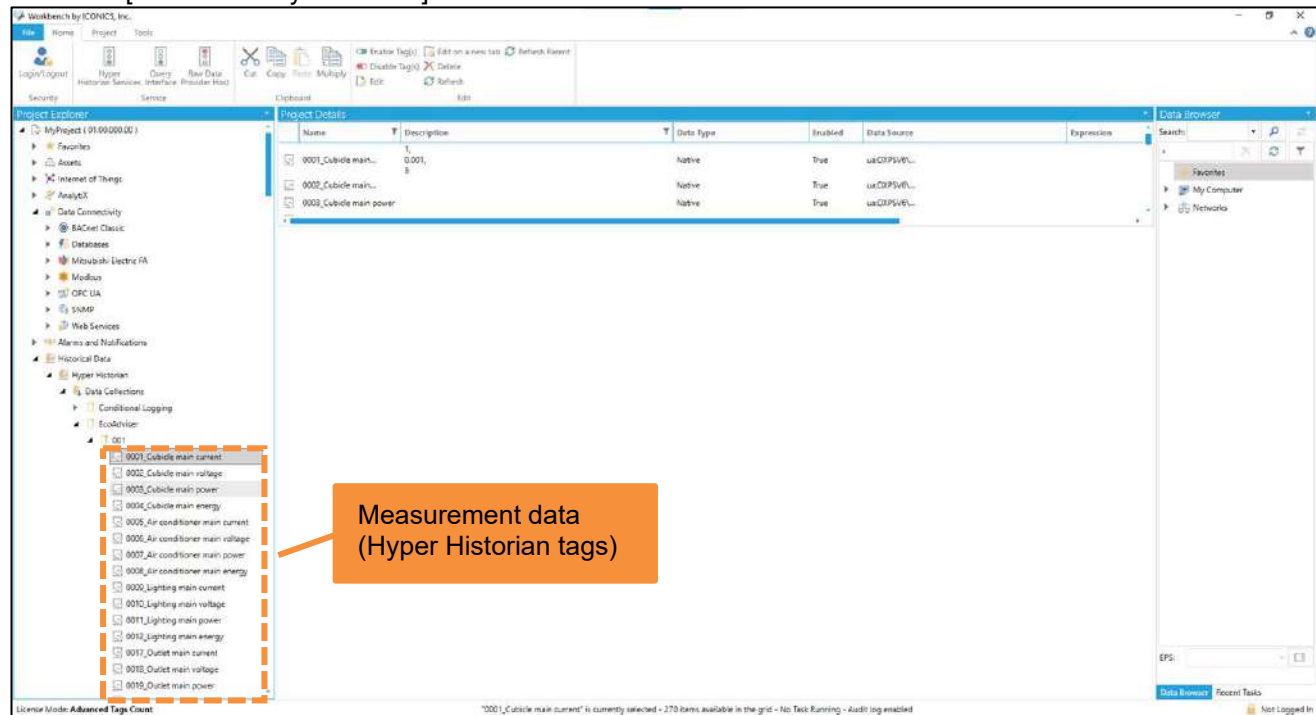 Workbench by ICONICS, Inc.
File Home Project Tools
Login/Logout
Hyper Historian Services
Query Interface
Raw Data Provider Host
Cut Copy Paste Multiply
Enable Tag(s) Edit on a new tab Refresh Parent
Disable Tag(s) Delete
Edit Refresh
Security Service Clipboard Edit
Project Explorer
MyProject ( 01.00.000.00 )
Favorites
Assets
Internet of Things
AnalytiX
Data Connectivity
BACnet Classic
Databases
Mitsubishi Electric FA
Modbus
OPC UA
SNMP
Web Services
Alarms and Notifications
Historical Data
Hyper Historian
Data Collections
Conditional Logging
EcoAdviser
001
0001_Cubicle main current
0002_Cubicle main voltage
0003_Cubicle main power
0004_Cubicle main energy
0005_Air conditioner main current
0006_Air conditioner main voltage
0007_Air conditioner main power
0008_Air conditioner main energy
0009_Lighting main current
0010_Lighting main voltage
0011_Lighting main power
0012_Lighting main energy
0017_Outlet main current
0018_Outlet main voltage
0019_Outlet main power
Project Details
Name Description Data Type Enabled Data Source Expression
1,
0001_Cubicle main... 0.001, Native True
0002_Cubicle main... Native True
0003_Cubicle main power Native True
Measurement data
(Hyper Historian tags)
Data Browser
Search:
Favorites
My Computer
Networks
EPS:
Data Browser Recent Tasks
License Mode: Advanced Tags Count
"0001_Cubicle main current" is currently selected - 270 items available in the grid - No Task Running - Audit log enabled
Not Logged In